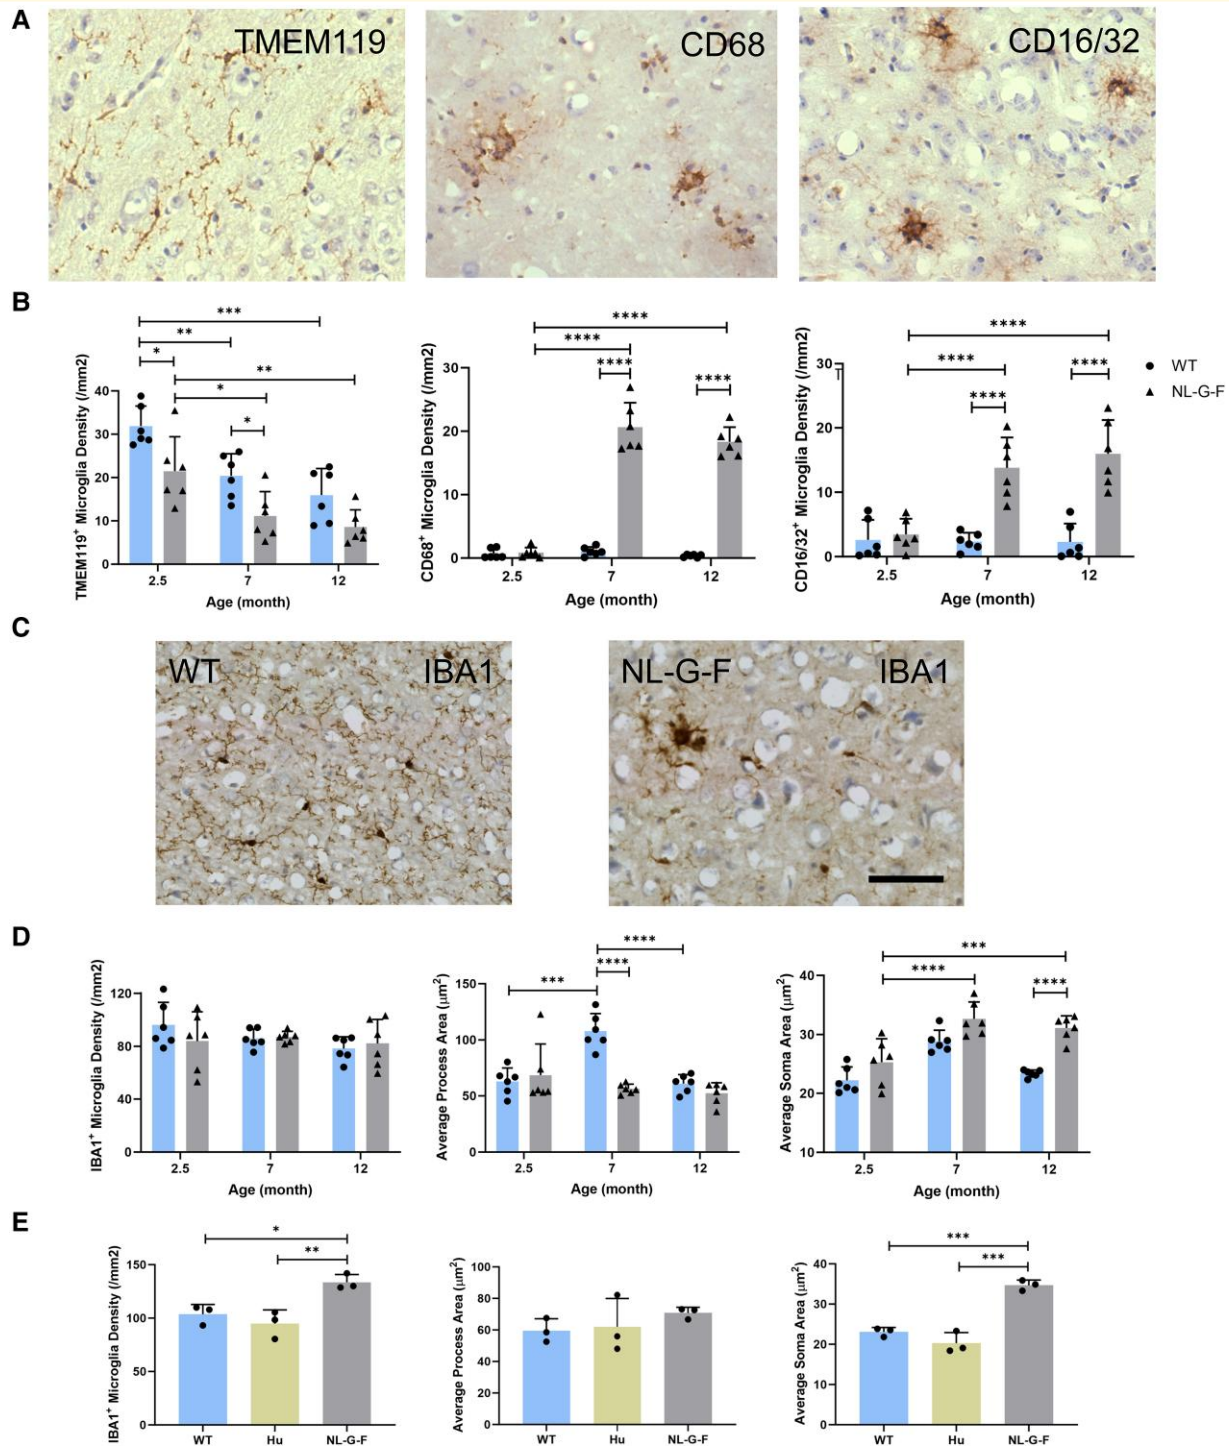 A
TMEM119
CD68
CD16/32
B
***
**
*
**
*
*
TMEM119⁺ Microglia Density (/mm2)
40
30
20
10
0
2.5 7 12
Age (month)
****
****
****
****
CD68⁺ Microglia Density (/mm2)
30
20
10
0
2.5 7 12
Age (month)
****
****
****
****
CD16/32⁺ Microglia Density (/mm2)
30
20
10
0
2.5 7 12
Age (month)
WT
NL-G-F
C
WT IBA1
NL-G-F IBA1
D
IBA1⁺ Microglia Density (/mm2)
120
80
40
0
2.5 7 12
Age (month)
****
****
***
Average Process Area (μm²)
150
100
50
0
2.5 7 12
Age (month)
***
****
****
Average Soma Area (μm²)
40
30
20
10
2.5 7 12
Age (month)
E
*
**
IBA1⁺ Microglia Density (/mm2)
150
100
50
0
WT Hu NL-G-F
Average Process Area (μm²)
100
80
60
40
20
0
WT Hu NL-G-F
***
***
Average Soma Area (μm²)
40
30
20
10
0
WT Hu NL-G-F